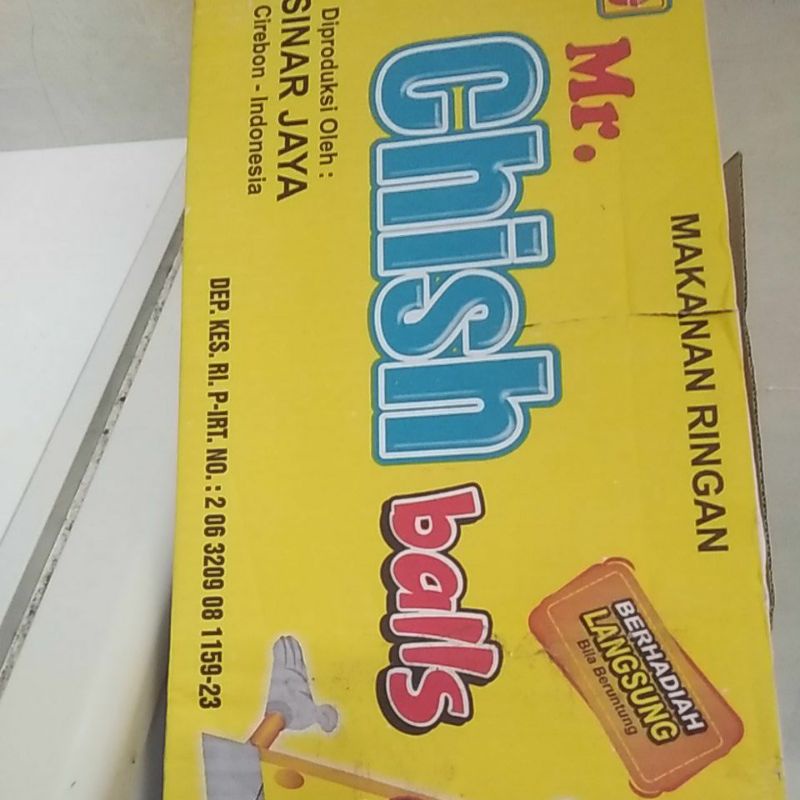 MAKANAN RINGAN
Mr.
Chish
balls
BERHADIAH
LANGSUNG
Bila Beruntung
Diproduksi Oleh :
SINAR JAYA
Cirebon - Indonesia
DEP. KES. RI. P-IRT. NO. : 2 06 3209 08 1159-23